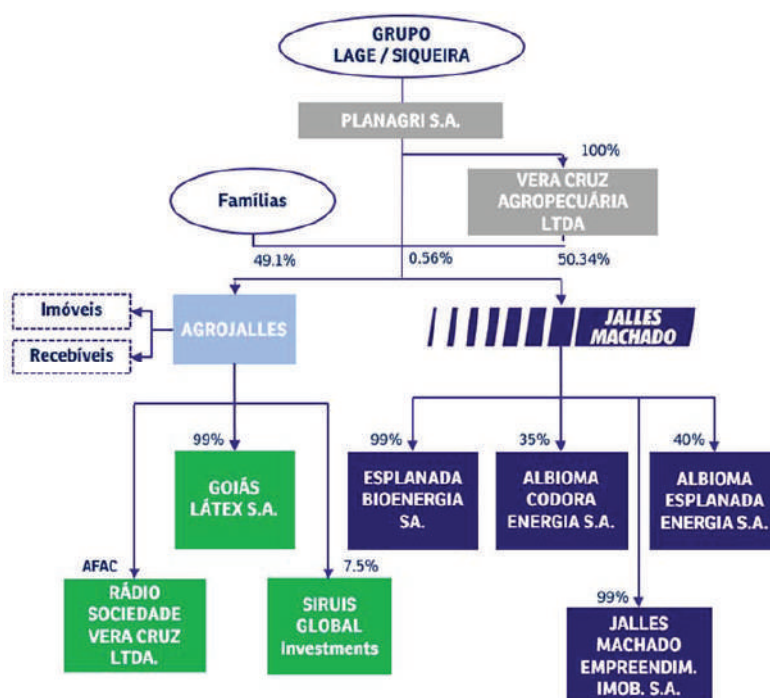 GRUPO
LAGE / SIQUEIRA
PLANAGRI S.A.
100%
VERA CRUZ
AGROPECUÁRIA
LTDA
Famílias
49.1%
0.56%
50.34%
Imóveis
Recebíveis
AGROJALLES
JALLES
MACHADO
99%
GOIÁS
LÁTEX S.A.
99%
ESPLANADA
BIOENERGIA
SA.
35%
ALBIOMA
CODORA
ENERGIA S.A.
40%
ALBIOMA
ESPLANADA
ENERGIA S.A.
AFAC
RÁDIO
SOCIEDADE
VERA CRUZ
LTDA.
7.5%
SIRUIS
GLOBAL
Investments
99%
JALLES
MACHADO
EMPREENDIM.
IMOB. S.A.